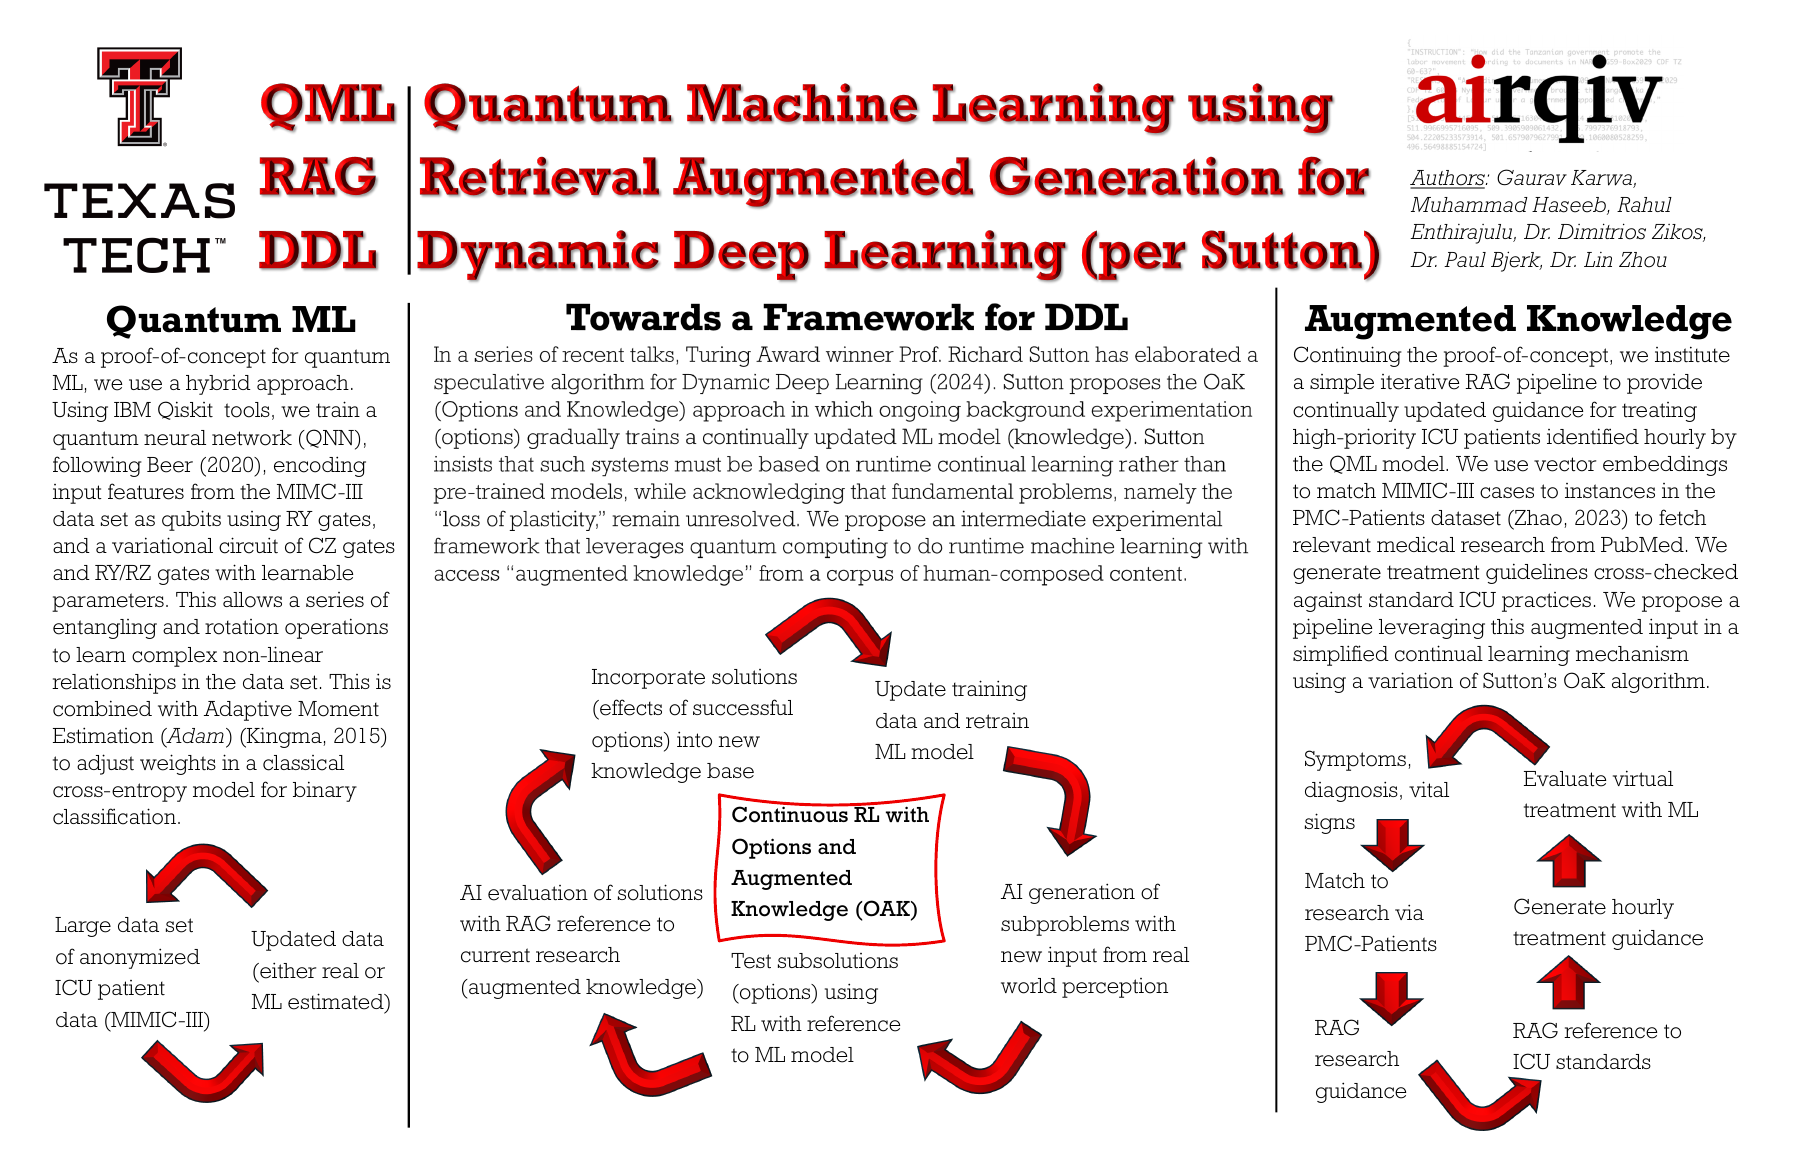 TEXAS
TECH™
QML
RAG
DDL
Quantum Machine Learning using
Retrieval Augmented Generation for
Dynamic Deep Learning (per Sutton)
airqiv
Authors: Gaurav Karwa,
Muhammad Haseeb, Rahul
Enthirajulu, Dr. Dimitrios Zikos,
Dr. Paul Bjerk, Dr. Lin Zhou
Quantum ML
As a proof-of-concept for quantum
ML, we use a hybrid approach.
Using IBM Qiskit tools, we train a
quantum neural network (QNN),
following Beer (2020), encoding
input features from the MIMC-III
data set as qubits using RY gates,
and a variational circuit of CZ gates
and RY/RZ gates with learnable
parameters. This allows a series of
entangling and rotation operations
to learn complex non-linear
relationships in the data set. This is
combined with Adaptive Moment
Estimation (Adam) (Kingma, 2015)
to adjust weights in a classical
cross-entropy model for binary
classification.
Large data set
of anonymized
ICU patient
data (MIMIC-III)
Updated data
(either real or
ML estimated)
Towards a Framework for DDL
In a series of recent talks, Turing Award winner Prof. Richard Sutton has elaborated a
speculative algorithm for Dynamic Deep Learning (2024). Sutton proposes the OaK
(Options and Knowledge) approach in which ongoing background experimentation
(options) gradually trains a continually updated ML model (knowledge). Sutton
insists that such systems must be based on runtime continual learning rather than
pre-trained models, while acknowledging that fundamental problems, namely the
“loss of plasticity,” remain unresolved. We propose an intermediate experimental
framework that leverages quantum computing to do runtime machine learning with
access “augmented knowledge” from a corpus of human-composed content.
Incorporate solutions
(effects of successful
options) into new
knowledge base
Update training
data and retrain
ML model
Continuous RL with
Options and
Augmented
Knowledge (OAK)
AI evaluation of solutions
with RAG reference to
current research
(augmented knowledge)
AI generation of
subproblems with
new input from real
world perception
Test subsolutions
(options) using
RL with reference
to ML model
Augmented Knowledge
Continuing the proof-of-concept, we institute
a simple iterative RAG pipeline to provide
continually updated guidance for treating
high-priority ICU patients identified hourly by
the QML model. We use vector embeddings
to match MIMIC-III cases to instances in the
PMC-Patients dataset (Zhao, 2023) to fetch
relevant medical research from PubMed. We
generate treatment guidelines cross-checked
against standard ICU practices. We propose a
pipeline leveraging this augmented input in a
simplified continual learning mechanism
using a variation of Sutton’s OaK algorithm.
Symptoms,
diagnosis, vital
signs
Evaluate virtual
treatment with ML
Match to
research via
PMC-Patients
Generate hourly
treatment guidance
RAG
research
guidance
RAG reference to
ICU standards